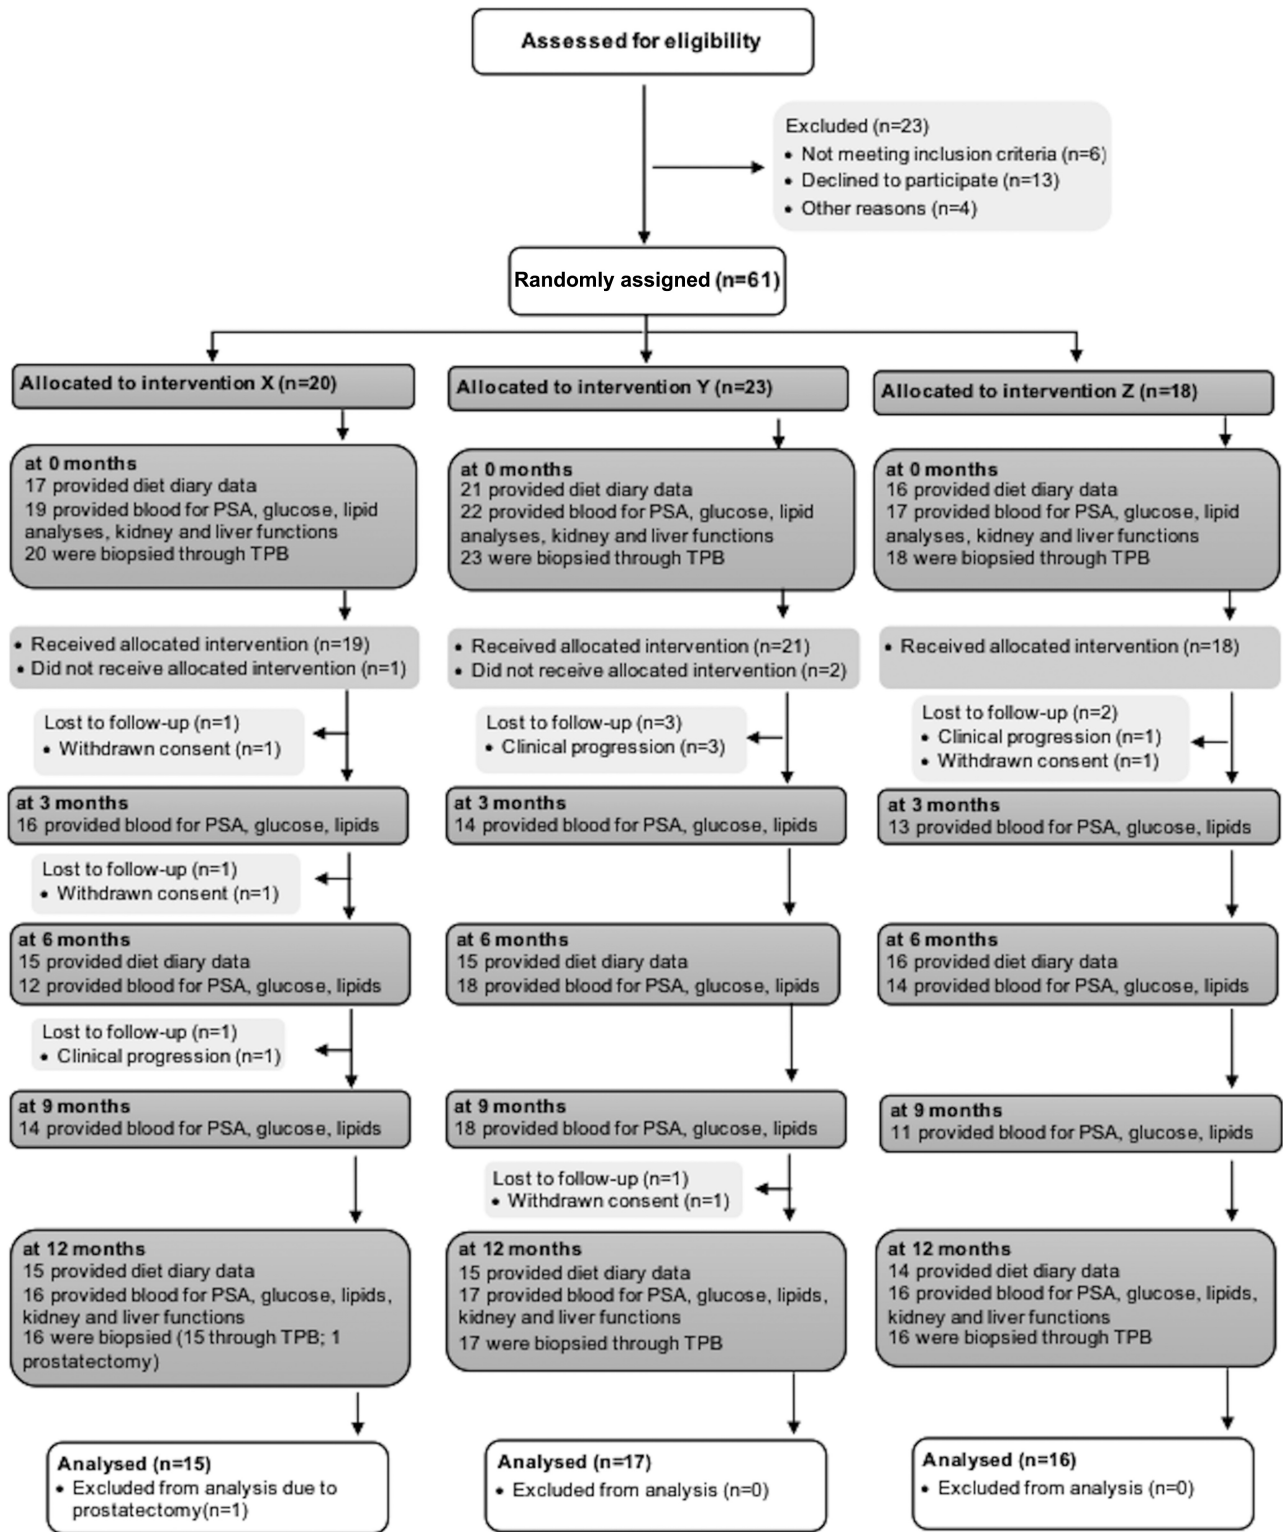 Assessed for eligibility
Excluded (n=23)
• Not meeting inclusion criteria (n=6)
• Declined to participate (n=13)
• Other reasons (n=4)
Randomly assigned (n=61)
Allocated to intervention X (n=20)
at 0 months
17 provided diet diary data
19 provided blood for PSA, glucose, lipid
analyses, kidney and liver functions
20 were biopsied through TPB
• Received allocated intervention (n=19)
• Did not receive allocated intervention (n=1)
Lost to follow-up (n=1)
• Withdrawn consent (n=1)
at 3 months
16 provided blood for PSA, glucose, lipids
Lost to follow-up (n=1)
• Withdrawn consent (n=1)
at 6 months
15 provided diet diary data
12 provided blood for PSA, glucose, lipids
Lost to follow-up (n=1)
• Clinical progression (n=1)
at 9 months
14 provided blood for PSA, glucose, lipids
at 12 months
15 provided diet diary data
16 provided blood for PSA, glucose, lipids,
kidney and liver functions
16 were biopsied (15 through TPB; 1
prostatectomy)
Analysed (n=15)
• Excluded from analysis due to
prostatectomy(n=1)
Allocated to intervention Y (n=23)
at 0 months
21 provided diet diary data
22 provided blood for PSA, glucose, lipid
analyses, kidney and liver functions
23 were biopsied through TPB
• Received allocated intervention (n=21)
• Did not receive allocated intervention (n=2)
Lost to follow-up (n=3)
• Clinical progression (n=3)
at 3 months
14 provided blood for PSA, glucose, lipids
at 6 months
15 provided diet diary data
18 provided blood for PSA, glucose, lipids
at 9 months
18 provided blood for PSA, glucose, lipids
Lost to follow-up (n=1)
• Withdrawn consent (n=1)
at 12 months
15 provided diet diary data
17 provided blood for PSA, glucose, lipids,
kidney and liver functions
17 were biopsied through TPB
Analysed (n=17)
• Excluded from analysis (n=0)
Allocated to intervention Z (n=18)
at 0 months
16 provided diet diary data
17 provided blood for PSA, glucose, lipid
analyses, kidney and liver functions
18 were biopsied through TPB
• Received allocated intervention (n=18)
Lost to follow-up (n=2)
• Clinical progression (n=1)
• Withdrawn consent (n=1)
at 3 months
13 provided blood for PSA, glucose, lipids
at 6 months
16 provided diet diary data
14 provided blood for PSA, glucose, lipids
at 9 months
11 provided blood for PSA, glucose, lipids
at 12 months
14 provided diet diary data
16 provided blood for PSA, glucose, lipids,
kidney and liver functions
16 were biopsied through TPB
Analysed (n=16)
• Excluded from analysis (n=0)